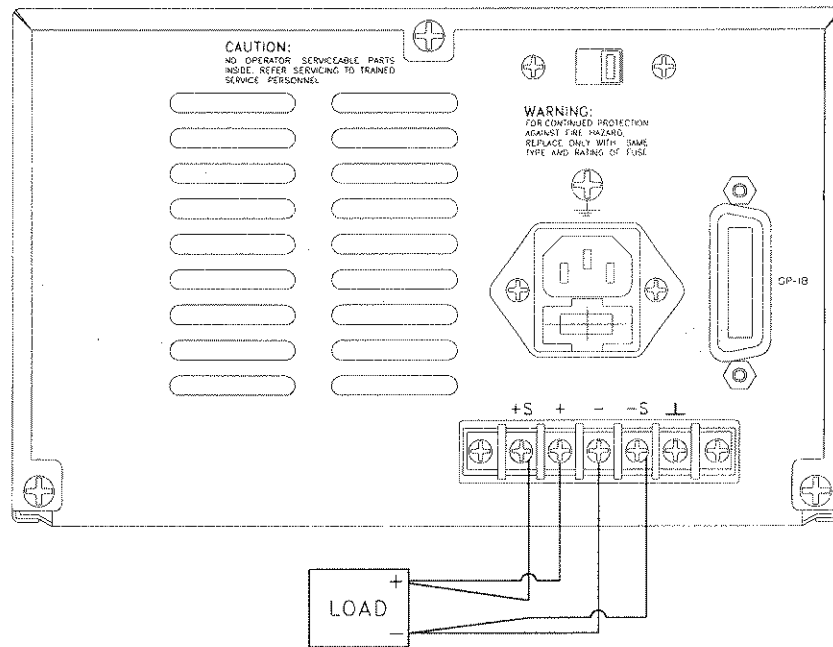 CAUTION:
NO OPERATOR SERVICEABLE PARTS
INSIDE. REFER SERVICING TO TRAINED
SERVICE PERSONNEL
WARNING:
FOR CONTINUED PROTECTION
AGAINST FIRE HAZARD,
REPLACE ONLY WITH SAME
TYPE AND RATING OF FUSE
GP-IB
+S + - -S
+
LOAD
-